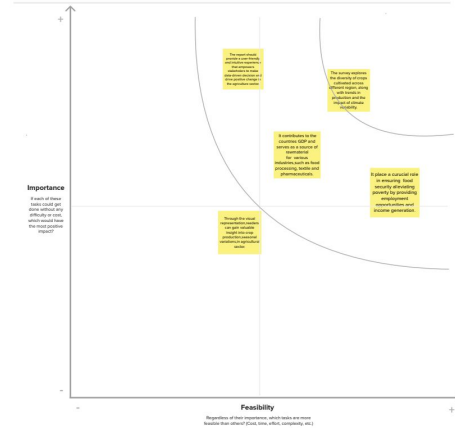 +
The report should
provide a user-friendly
and intuitive experience
that empowers
stakeholders to make
data-driven decisions and
drive positive change in
the agriculture sector.
The survey explores
the diversity of crops
cultivated across
different region, along
with trends in
production and the
impact of climate
variability.
It contributes to the
countries GDP and
serves as a source of
rawmaterial
for various
industries such as food
processing, textile and
pharmaceuticals
It place a curucial role
in ensuring food
security alleviating
poverty by providing
employment
opportunities and
income generation.
Through the visual
representation,readers
can gain valuable
insight into crop
production,seasonal
variations,in agricultural
sector.
Importance
If each of these
tasks could get
done without any
difficulty or cost,
which would have
the most positive
impact?
-
-
Feasibility
+
Regardless of their importance, which tasks are more
feasible than others? (Cost, time, effort, complexity, etc.)